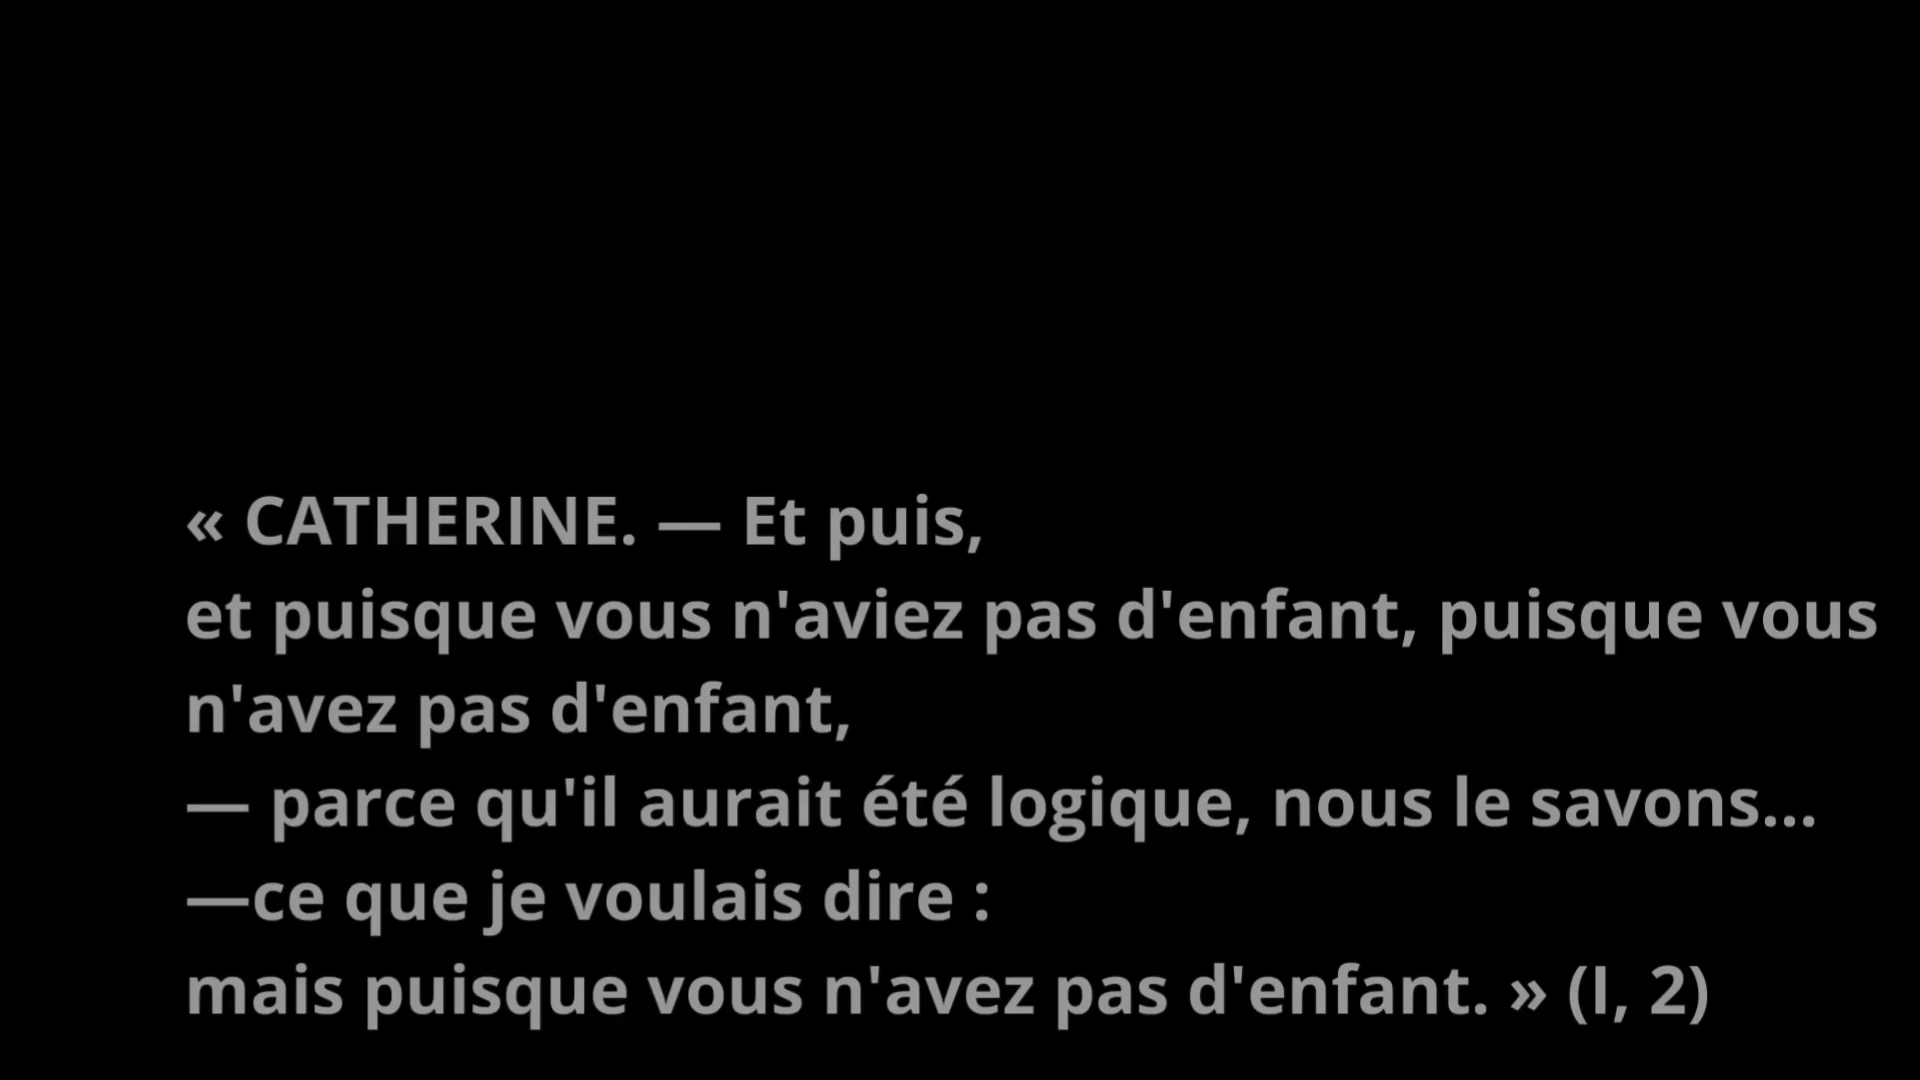 « CATHERINE. — Et puis,
et puisque vous n'aviez pas d'enfant, puisque vous
n'avez pas d'enfant,
— parce qu'il aurait été logique, nous le savons...
—ce que je voulais dire :
mais puisque vous n'avez pas d'enfant. » (I, 2)